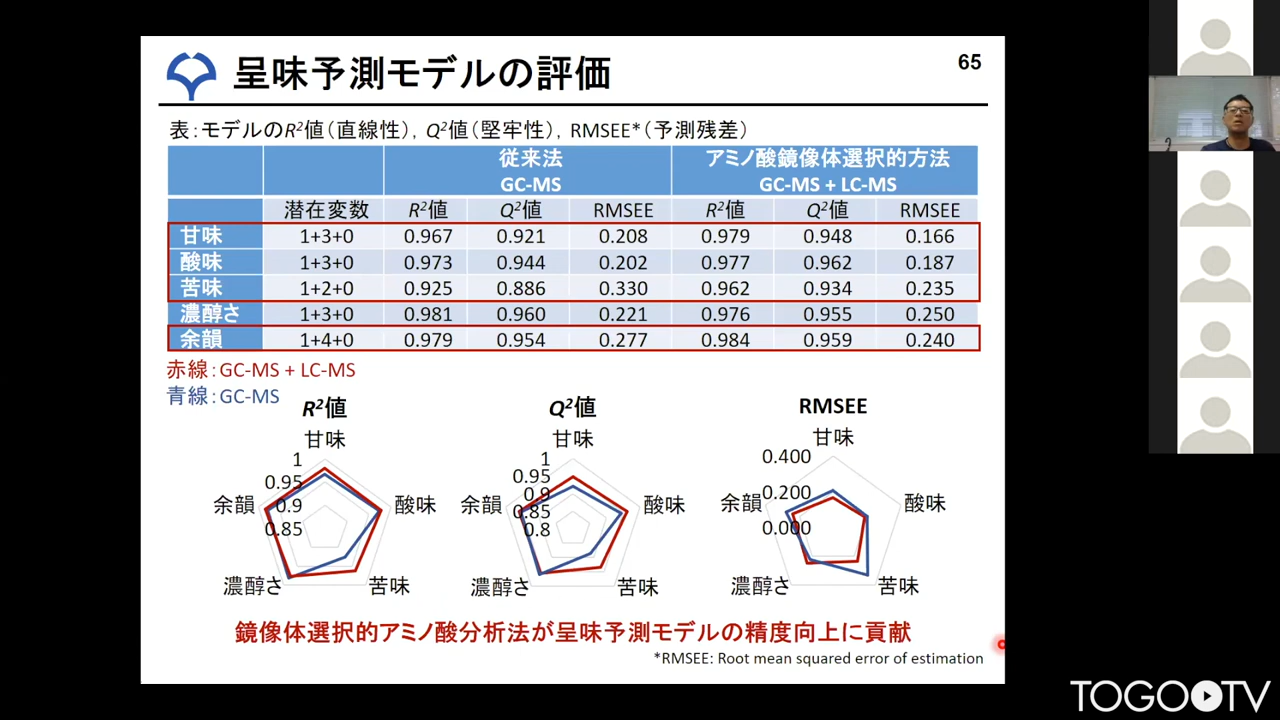 呈味予測モデルの評価
65
表：モデルのR²値（直線性），Q²値（堅牢性），RMSEE*（予測残差）
従来法 アミノ酸鏡像体選択的方法
GC-MS GC-MS + LC-MS
潜在変数 R²値 Q²値 RMSEE R²値 Q²値 RMSEE
甘味 1+3+0 0.967 0.921 0.208 0.979 0.948 0.166
酸味 1+3+0 0.973 0.944 0.202 0.977 0.962 0.187
苦味 1+2+0 0.925 0.886 0.330 0.962 0.934 0.235
濃醇さ 1+3+0 0.981 0.960 0.221 0.976 0.955 0.250
余韻 1+4+0 0.979 0.954 0.277 0.984 0.959 0.240
赤線：GC-MS + LC-MS
青線：GC-MS
R²値
甘味
1
0.95
0.9
0.85
余韻
酸味
濃醇さ
苦味
Q²値
甘味
1
0.95
0.9
0.85
0.8
余韻
酸味
濃醇さ
苦味
RMSEE
甘味
0.400
0.200
0.000
余韻
酸味
濃醇さ
苦味
鏡像体選択的アミノ酸分析法が呈味予測モデルの精度向上に貢献
*RMSEE: Root mean squared error of estimation
TOGO TV